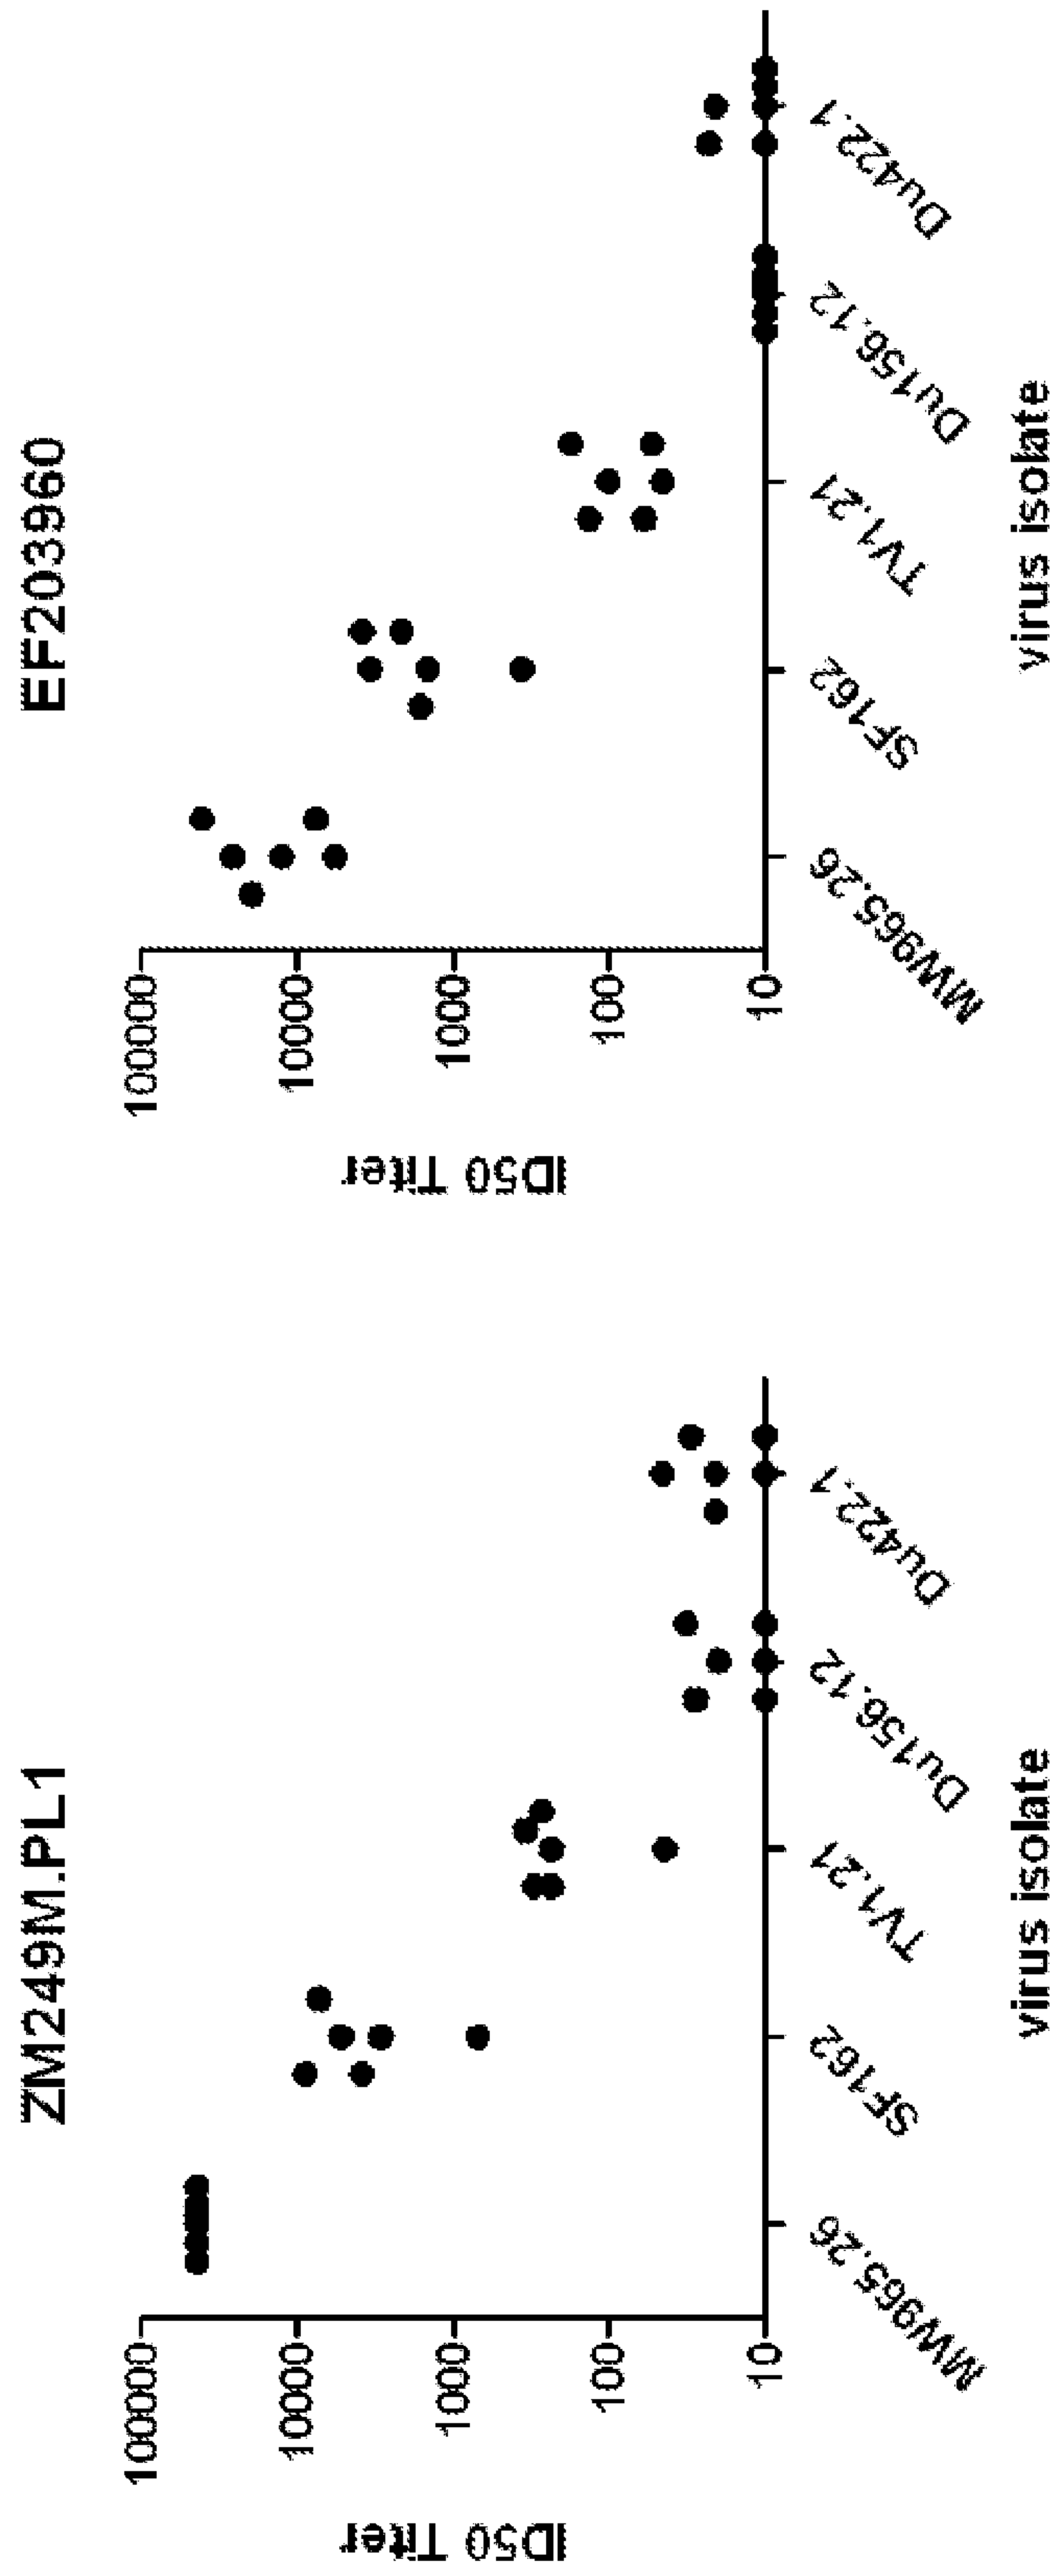 ZM249M.PL1
ID50 Titer
100000
10000
1000
100
10
MW965.26
SF162
TV1.21
Du156.12
Du422.1
virus isolate
EF203960
ID50 Titer
100000
10000
1000
100
10
MW965.26
SF162
TV1.21
Du156.12
Du422.1
virus isolate